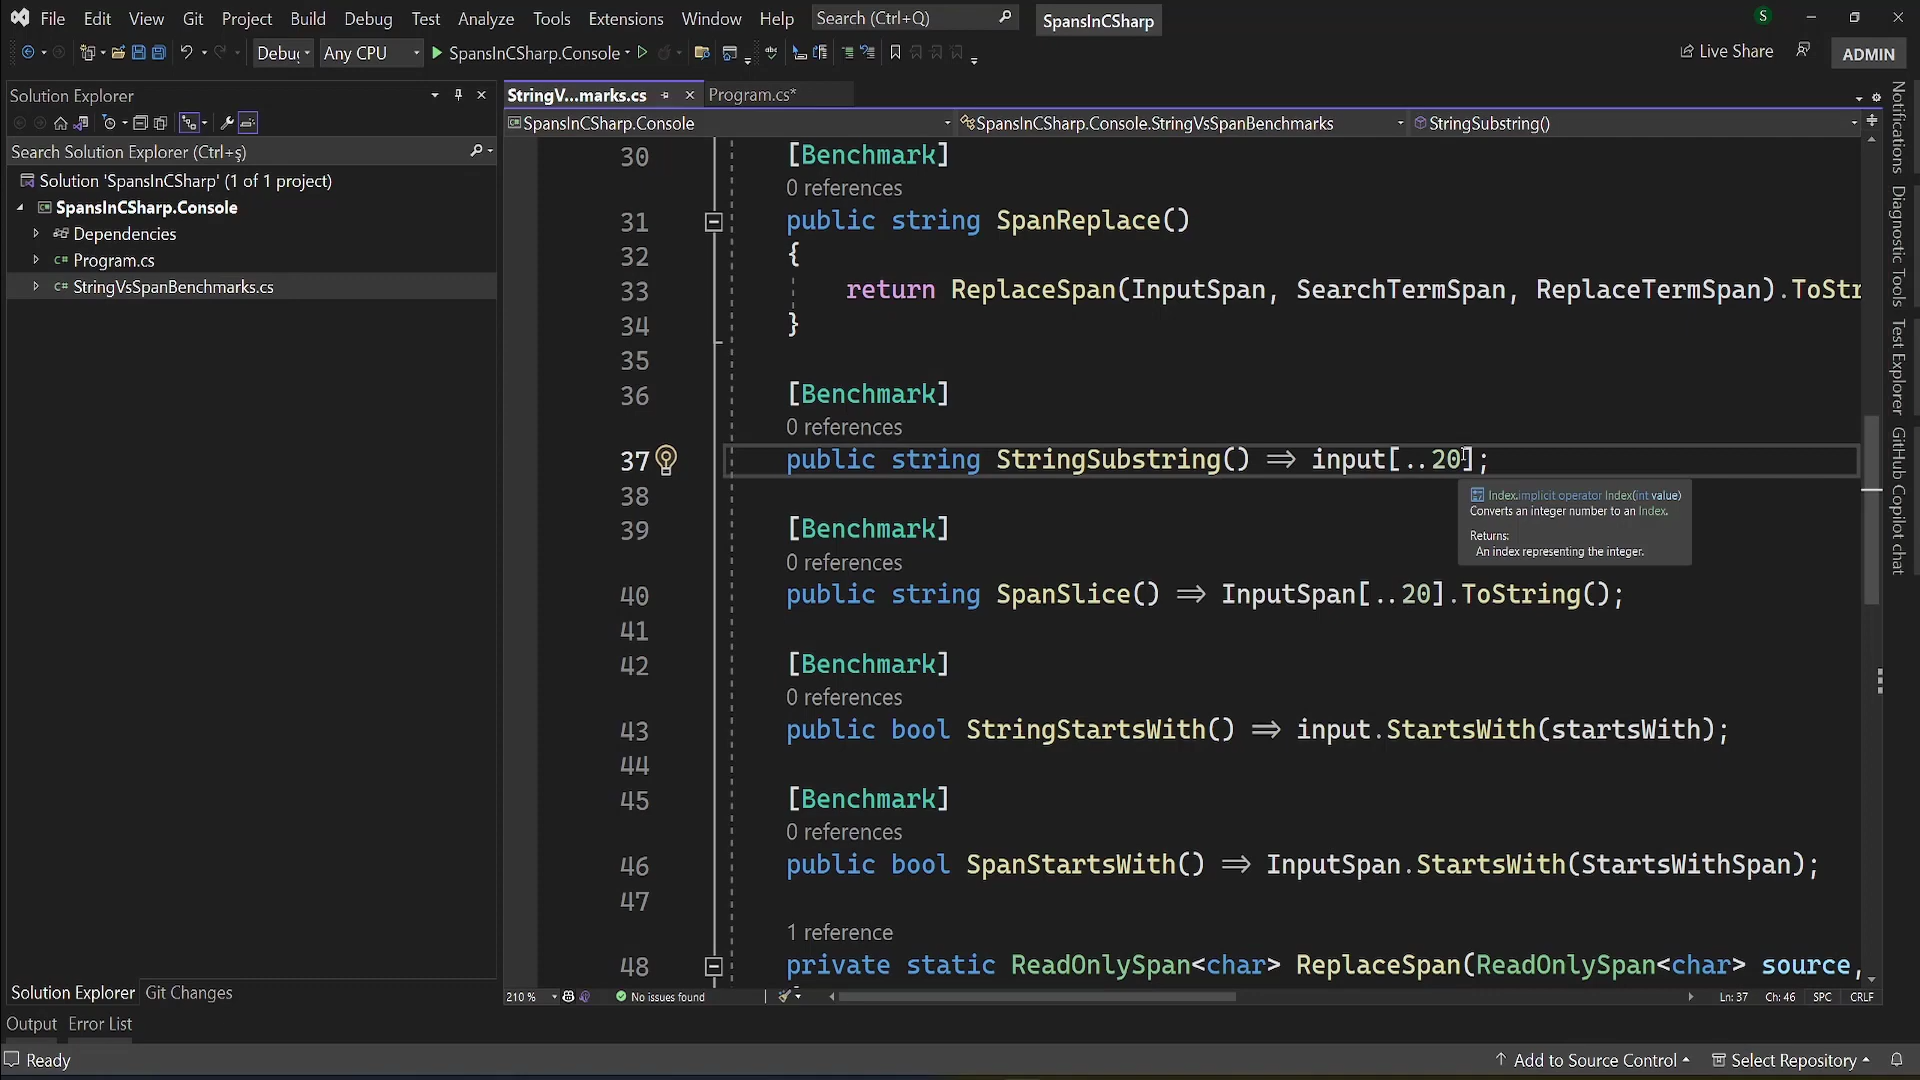 File Edit View Git Project Build Debug Test Analyze Tools Extensions Window Help Search (Ctrl+Q) SpansInCSharp S
Debug Any CPU SpansInCSharp.Console Live Share ADMIN
Solution Explorer
Search Solution Explorer (Ctrl+ş)
Solution 'SpansInCSharp' (1 of 1 project)
SpansInCSharp.Console
Dependencies
C# Program.cs
C# StringVsSpanBenchmarks.cs
Solution Explorer Git Changes
Output Error List
StringV...marks.cs Program.cs*
SpansInCSharp.Console SpansInCSharp.Console.StringVsSpanBenchmarks StringSubstring()
30 [Benchmark]
0 references
31 public string SpanReplace()
32 {
33 return ReplaceSpan(InputSpan, SearchTermSpan, ReplaceTermSpan).ToStr
34 }
35
36 [Benchmark]
0 references
37 public string StringSubstring() => input[..20];
38
39 [Benchmark]
0 references
40 public string SpanSlice() => InputSpan[..20].ToString();
41
42 [Benchmark]
0 references
43 public bool StringStartsWith() => input.StartsWith(startsWith);
44
45 [Benchmark]
0 references
46 public bool SpanStartsWith() => InputSpan.StartsWith(StartsWithSpan);
47
1 reference
48 private static ReadOnlySpan<char> ReplaceSpan(ReadOnlySpan<char> source,
Index.implicit operator Index(int value)
Converts an integer number to an Index.
Returns:
An index representing the integer.
210 % No issues found Ln: 37 Ch: 46 SPC CRLF
Notifications
Diagnostic Tools
Test Explorer
GitHub Copilot chat
Ready Add to Source Control Select Repository